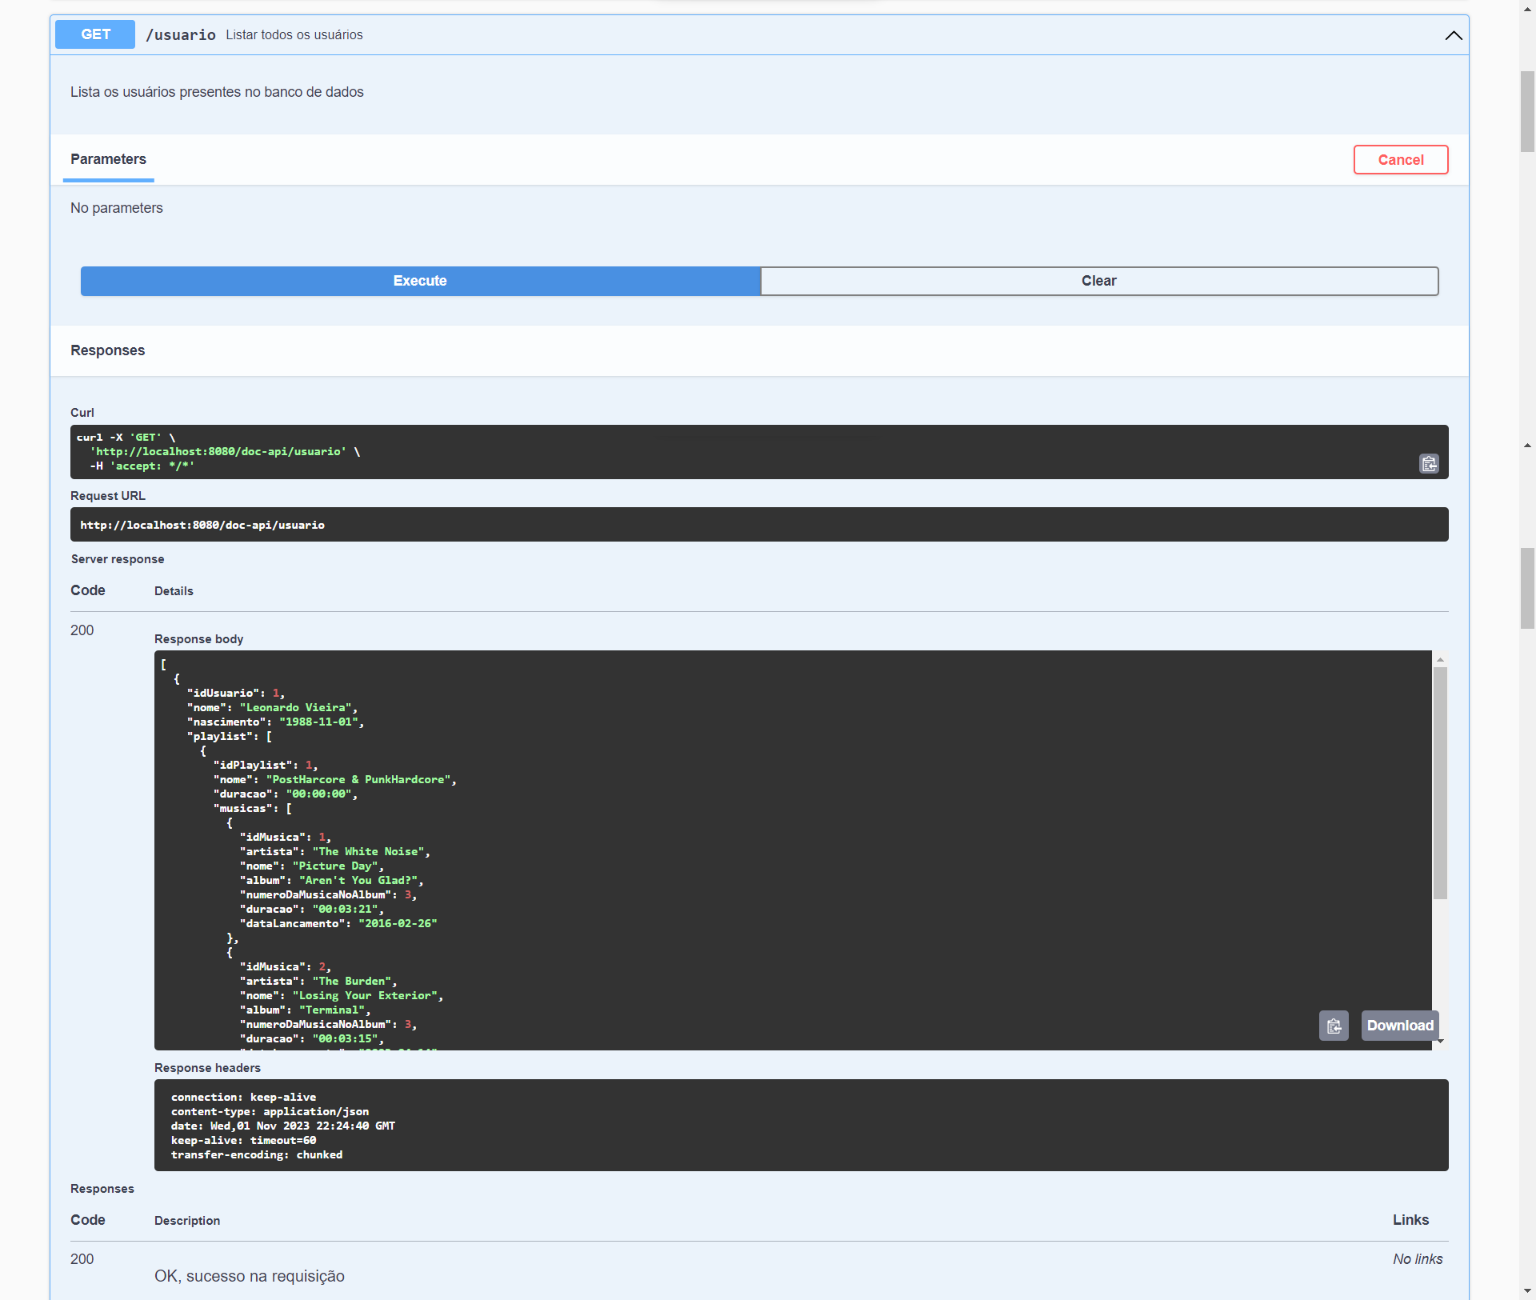 GET /usuario Listar todos os usuários
Lista os usuários presentes no banco de dados
Parameters
Cancel
No parameters
Execute
Clear
Responses
Curl
curl -X 'GET' \
'http://localhost:8080/doc-api/usuario' \
-H 'accept: */*'
Request URL
http://localhost:8080/doc-api/usuario
Server response
Code Details
200
Response body
[
{
"idUsuario": 1,
"nome": "Leonardo Vieira",
"nascimento": "1988-11-01",
"playlist": [
{
"idPlaylist": 1,
"nome": "PostHarcore & PunkHardcore",
"duracao": "00:00:00",
"musicas": [
{
"idMusica": 1,
"artista": "The White Noise",
"nome": "Picture Day",
"album": "Aren't You Glad?",
"numeroDaMusicaNoAlbum": 3,
"duracao": "00:03:21",
"dataLancamento": "2016-02-26"
},
{
"idMusica": 2,
"artista": "The Burden",
"nome": "Losing Your Exterior",
"album": "Terminal",
"numeroDaMusicaNoAlbum": 3,
"duracao": "00:03:15",
Download
Response headers
connection: keep-alive
content-type: application/json
date: Wed,01 Nov 2023 22:24:40 GMT
keep-alive: timeout=60
transfer-encoding: chunked
Responses
Code Description Links
200 No links
OK, sucesso na requisição